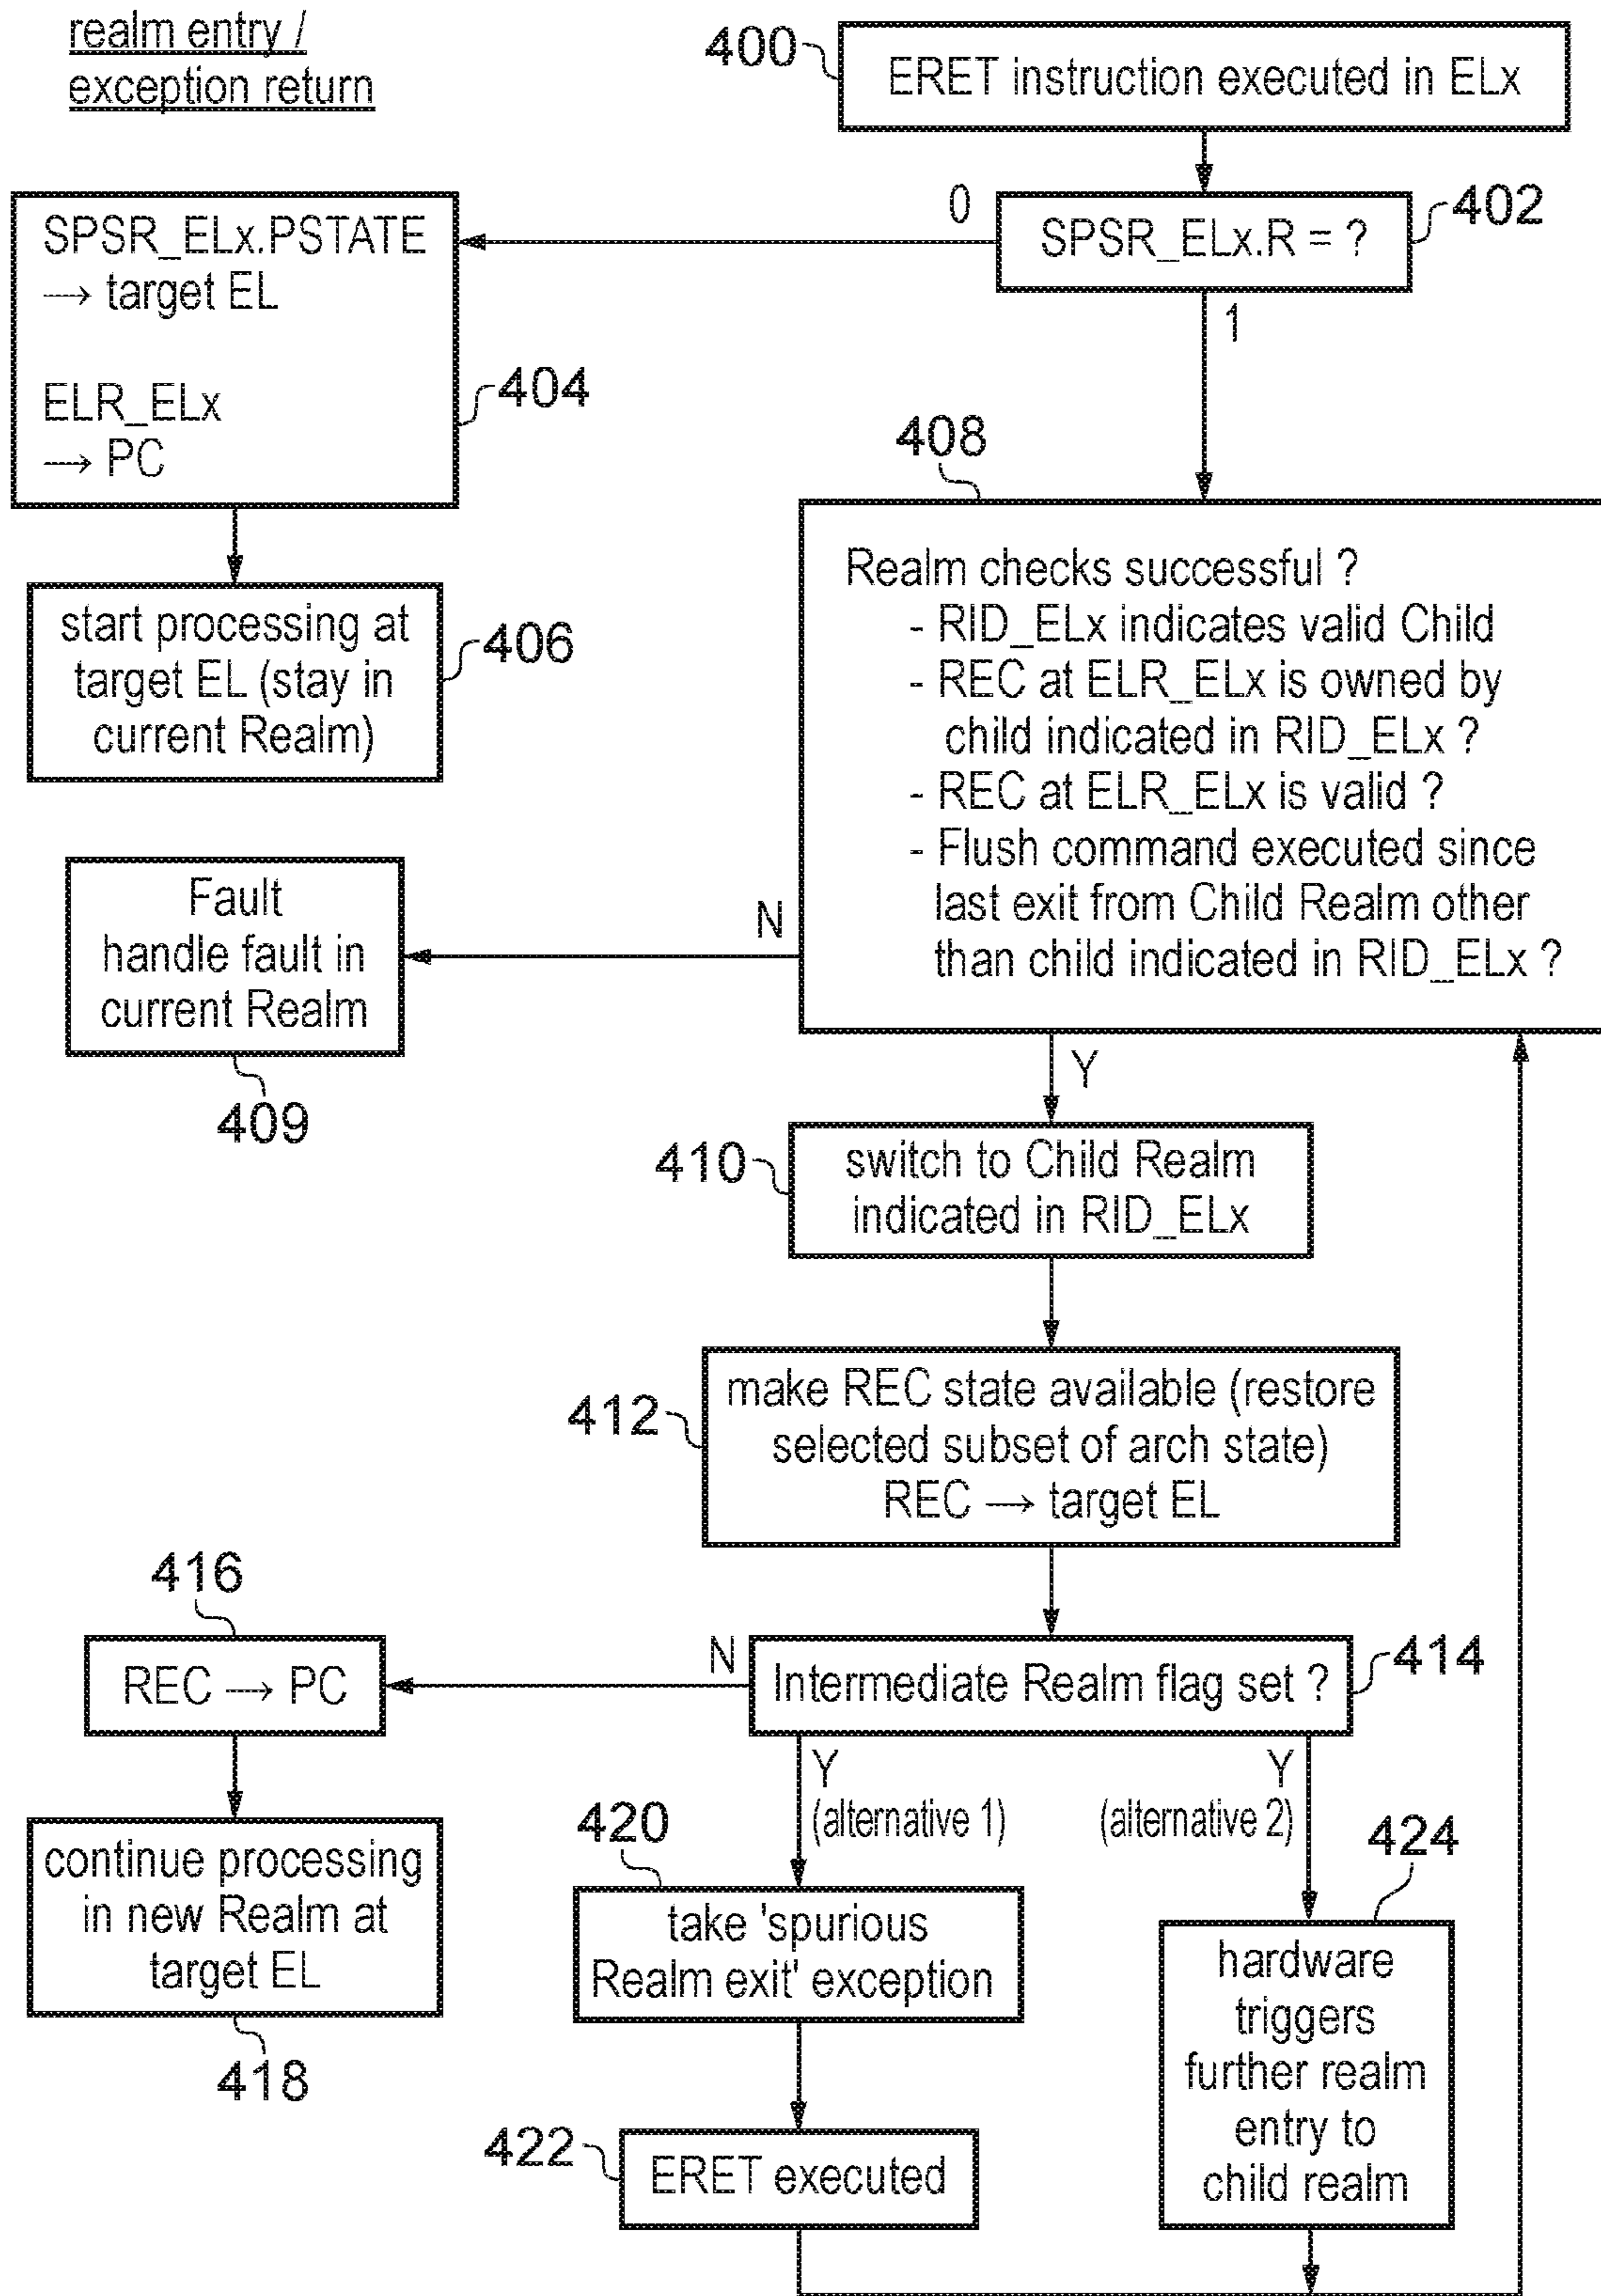 realm entry /
exception return
400
ERET instruction executed in ELx
0
SPSR_ELx.R = ?
402
1
SPSR_ELx.PSTATE
→ target EL
ELR_ELx
→ PC
404
start processing at
target EL (stay in
current Realm)
406
408
Realm checks successful ?
- RID_ELx indicates valid Child
- REC at ELR_ELx is owned by
child indicated in RID_ELx ?
- REC at ELR_ELx is valid ?
- Flush command executed since
last exit from Child Realm other
than child indicated in RID_ELx ?
N
Fault
handle fault in
current Realm
409
Y
410
switch to Child Realm
indicated in RID_ELx
412
make REC state available (restore
selected subset of arch state)
REC → target EL
414
Intermediate Realm flag set ?
N
416
REC → PC
continue processing
in new Realm at
target EL
418
Y
(alternative 1)
Y
(alternative 2)
420
take 'spurious
Realm exit' exception
422
ERET executed
424
hardware
triggers
further realm
entry to
child realm